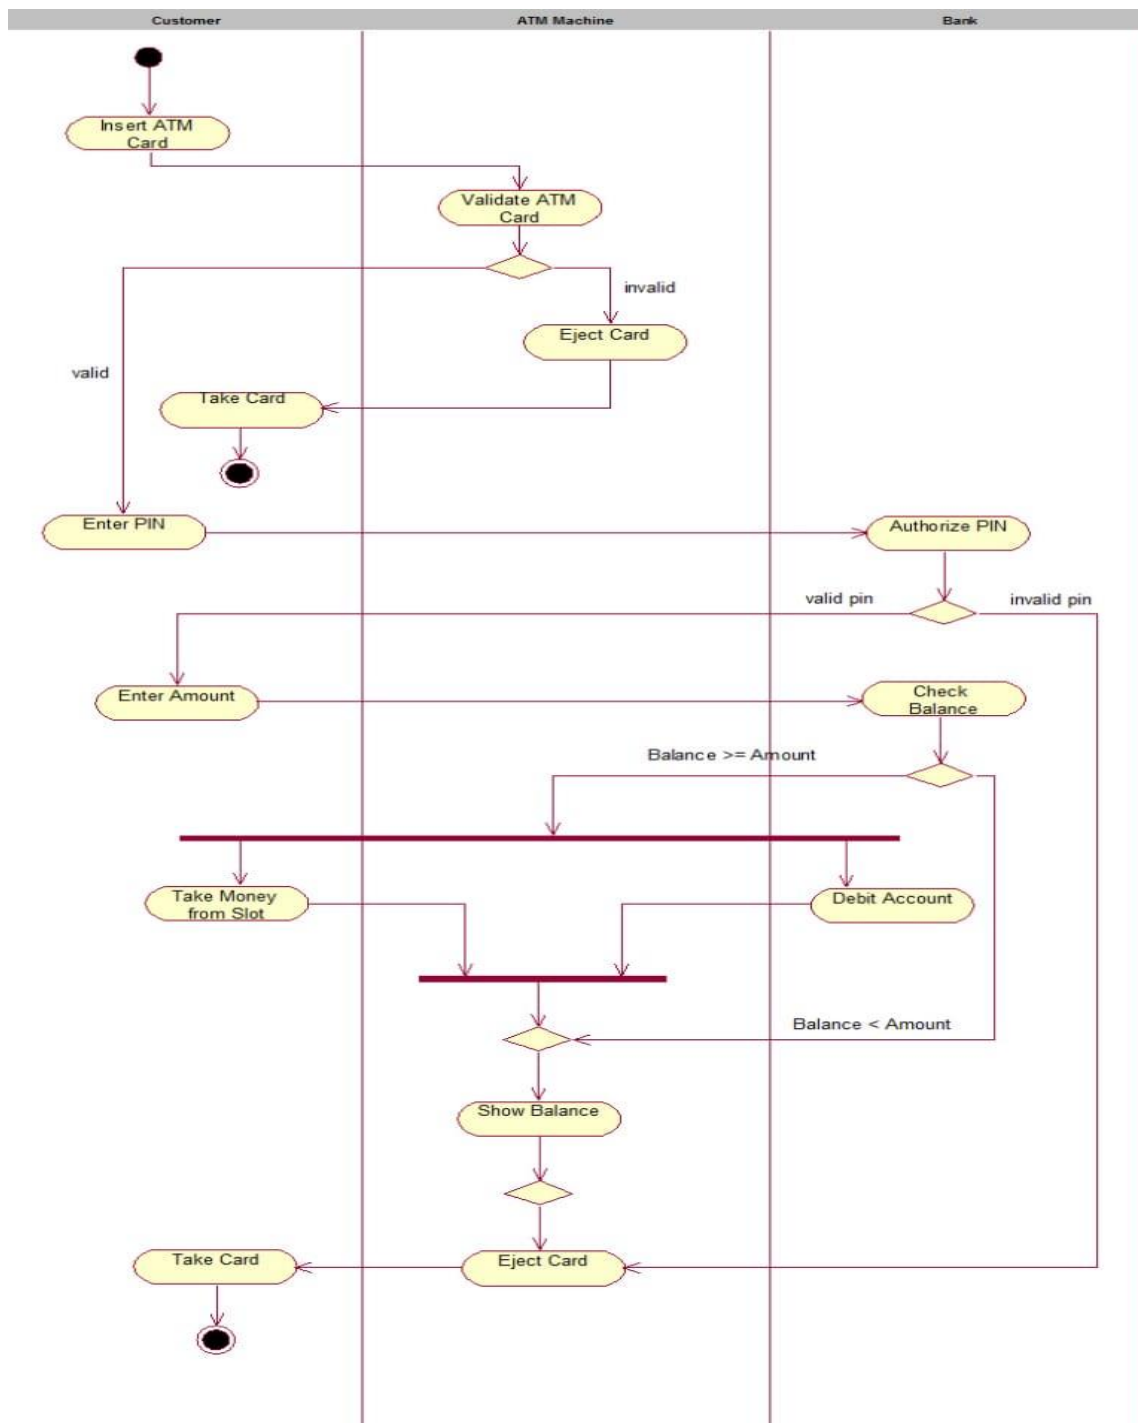 Customer
ATM Machine
Bank
Insert ATM
Card
Validate ATM
Card
invalid
Eject Card
valid
Take Card
Enter PIN
Authorize PIN
valid pin
invalid pin
Enter Amount
Check
Balance
Balance >= Amount
Take Money
from Slot
Debit Account
Balance < Amount
Show Balance
Take Card
Eject Card